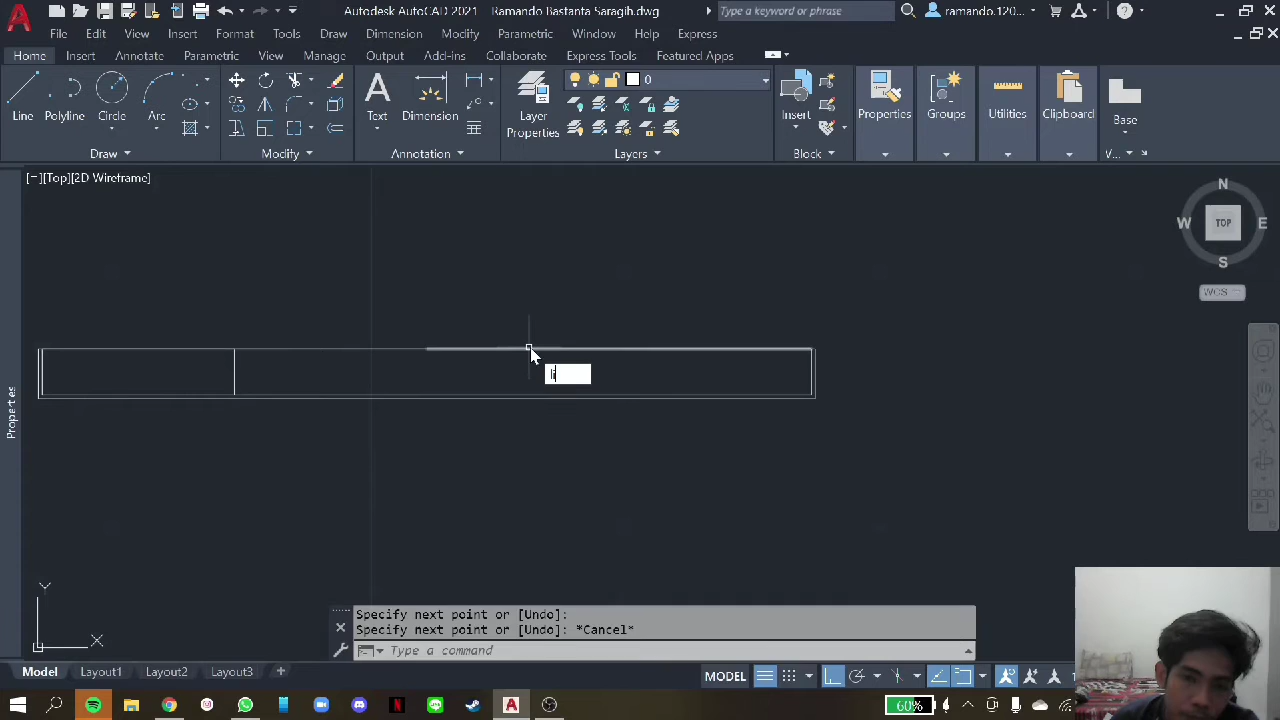 Autodesk AutoCAD 2021 Ramando Bastanta Saragih.dwg
Type a keyword or phrase
ramando.120...
File Edit View Insert Format Tools Draw Dimension Modify Parametric Window Help Express
Home Insert Annotate Parametric View Manage Output Add-ins Collaborate Express Tools Featured Apps
0
Line Polyline Circle Arc
Text Dimension
Layer Properties
Insert
Properties Groups Utilities Clipboard Base
Draw Modify Annotation Layers Block V...
[−][Top][2D Wireframe]
N
W TOP E
S
WCS
li
Properties
Y
X
Specify next point or [Undo]:
Specify next point or [Undo]: *Cancel*
Type a command
Model Layout1 Layout2 Layout3 +
MODEL
60%